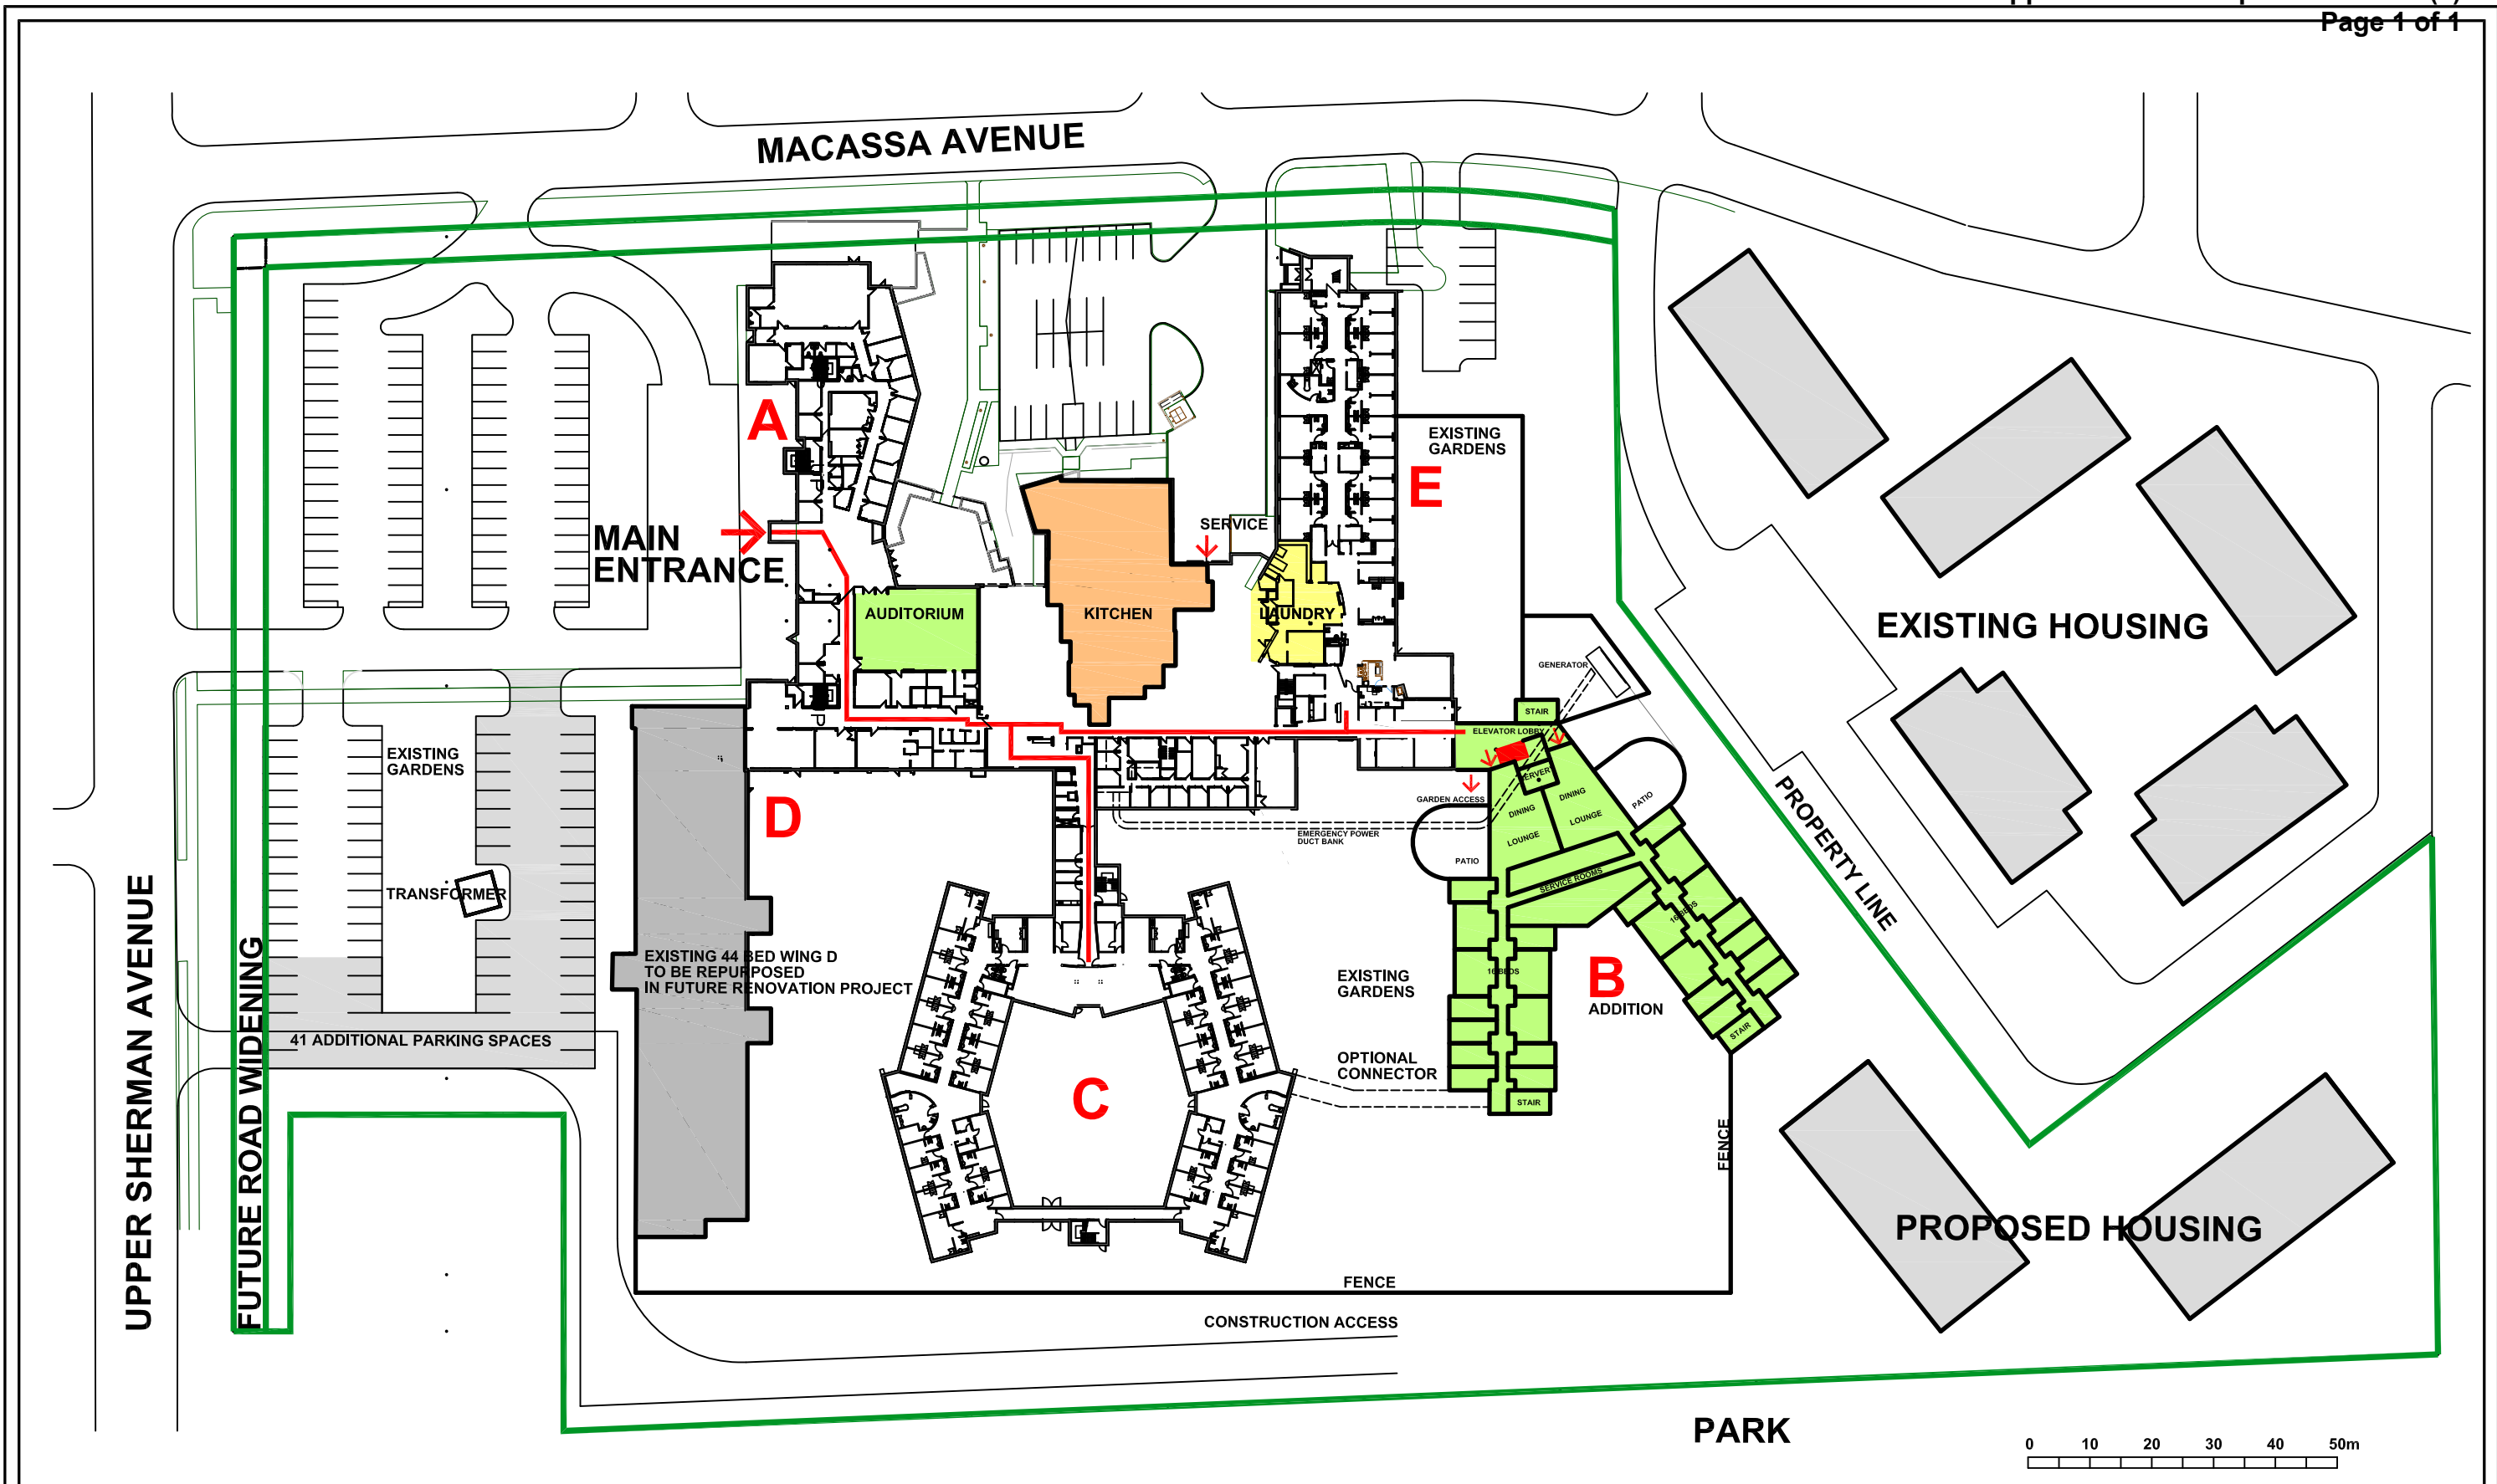 Page 1 of 1
MACASSA AVENUE
A
EXISTING
GARDENS
E
MAIN
ENTRANCE
SERVICE
AUDITORIUM
KITCHEN
LAUNDRY
EXISTING HOUSING
GENERATOR
STAIR
ELEVATOR LOBBY
EXISTING
GARDENS
D
GARDEN ACCESS
DINING
DINING
LOUNGE
LOUNGE
PATIO
PATIO
EMERGENCY POWER
DUCT BANK
PROPERTY LINE
TRANSFORMER
SERVICE ROOMS
16 BEDS
UPPER SHERMAN AVENUE
FUTURE ROAD WIDENING
EXISTING 44 BED WING D
TO BE REPURPOSED
IN FUTURE RENOVATION PROJECT
EXISTING
GARDENS
16 BEDS
B
ADDITION
STAIR
41 ADDITIONAL PARKING SPACES
OPTIONAL
CONNECTOR
C
STAIR
FENCE
PROPOSED HOUSING
FENCE
CONSTRUCTION ACCESS
PARK
0 10 20 30 40 50m